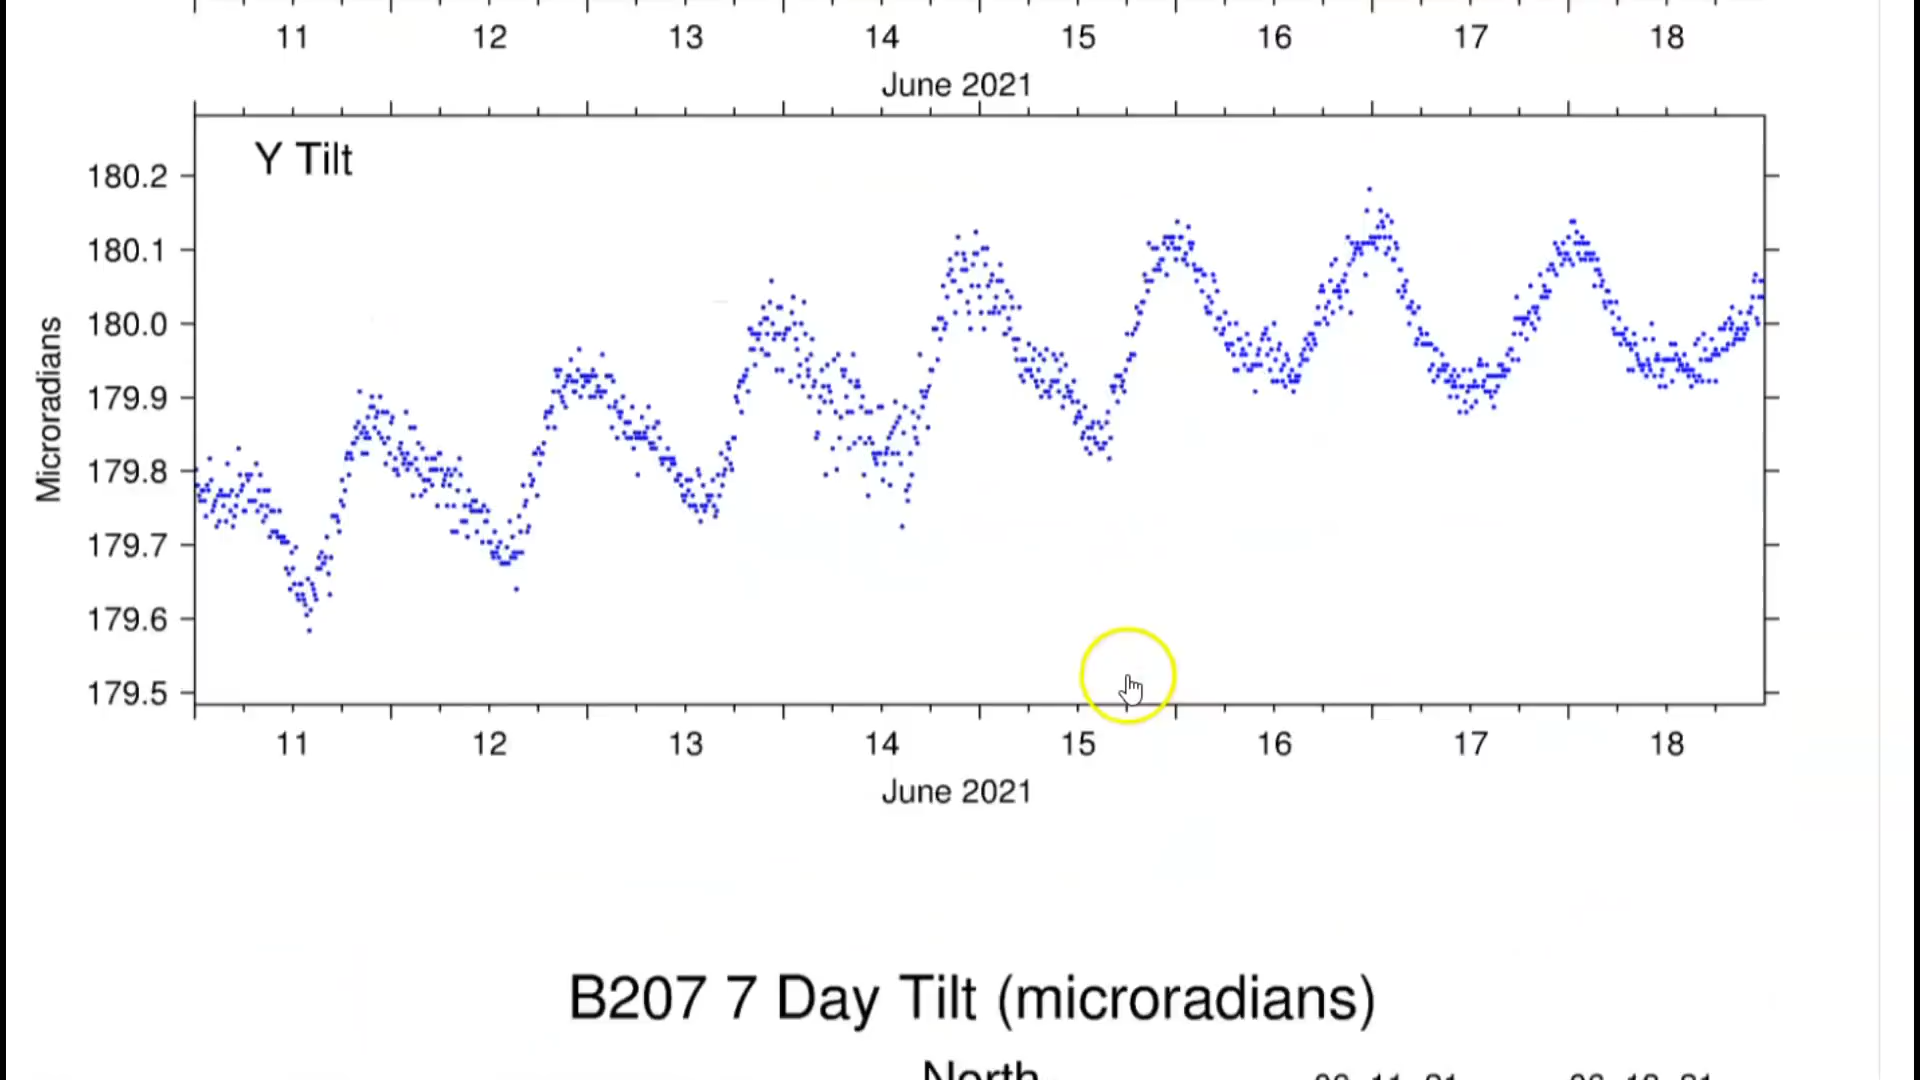 11 12 13 14 15 16 17 18
June 2021
Y Tilt
180.2
180.1
180.0
179.9
179.8
179.7
179.6
179.5
Microradians
11 12 13 14 15 16 17 18
June 2021
B207 7 Day Tilt (microradians)
North